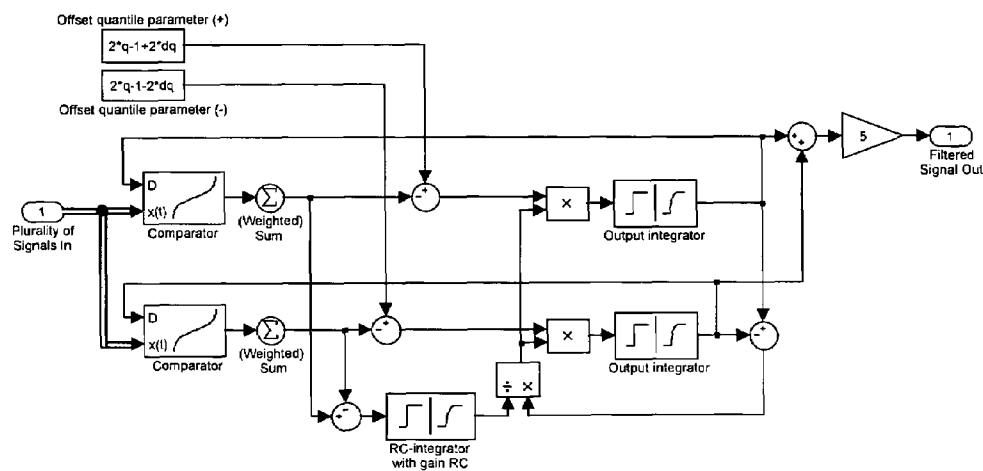 Offset quantile parameter (+)
2*q-1+2*dq
2*q-1-2*dq
Offset quantile parameter (-)
1
Plurality of
Signals In
D
x(t)
Comparator
Σ
(Weighted)
Sum
- +
×
Output integrator
+
+
5
1
Filtered
Signal Out
D
x(t)
Comparator
Σ
(Weighted)
Sum
- +
×
Output integrator
- +
÷ ×
+ -
RC-integrator
with gain RC